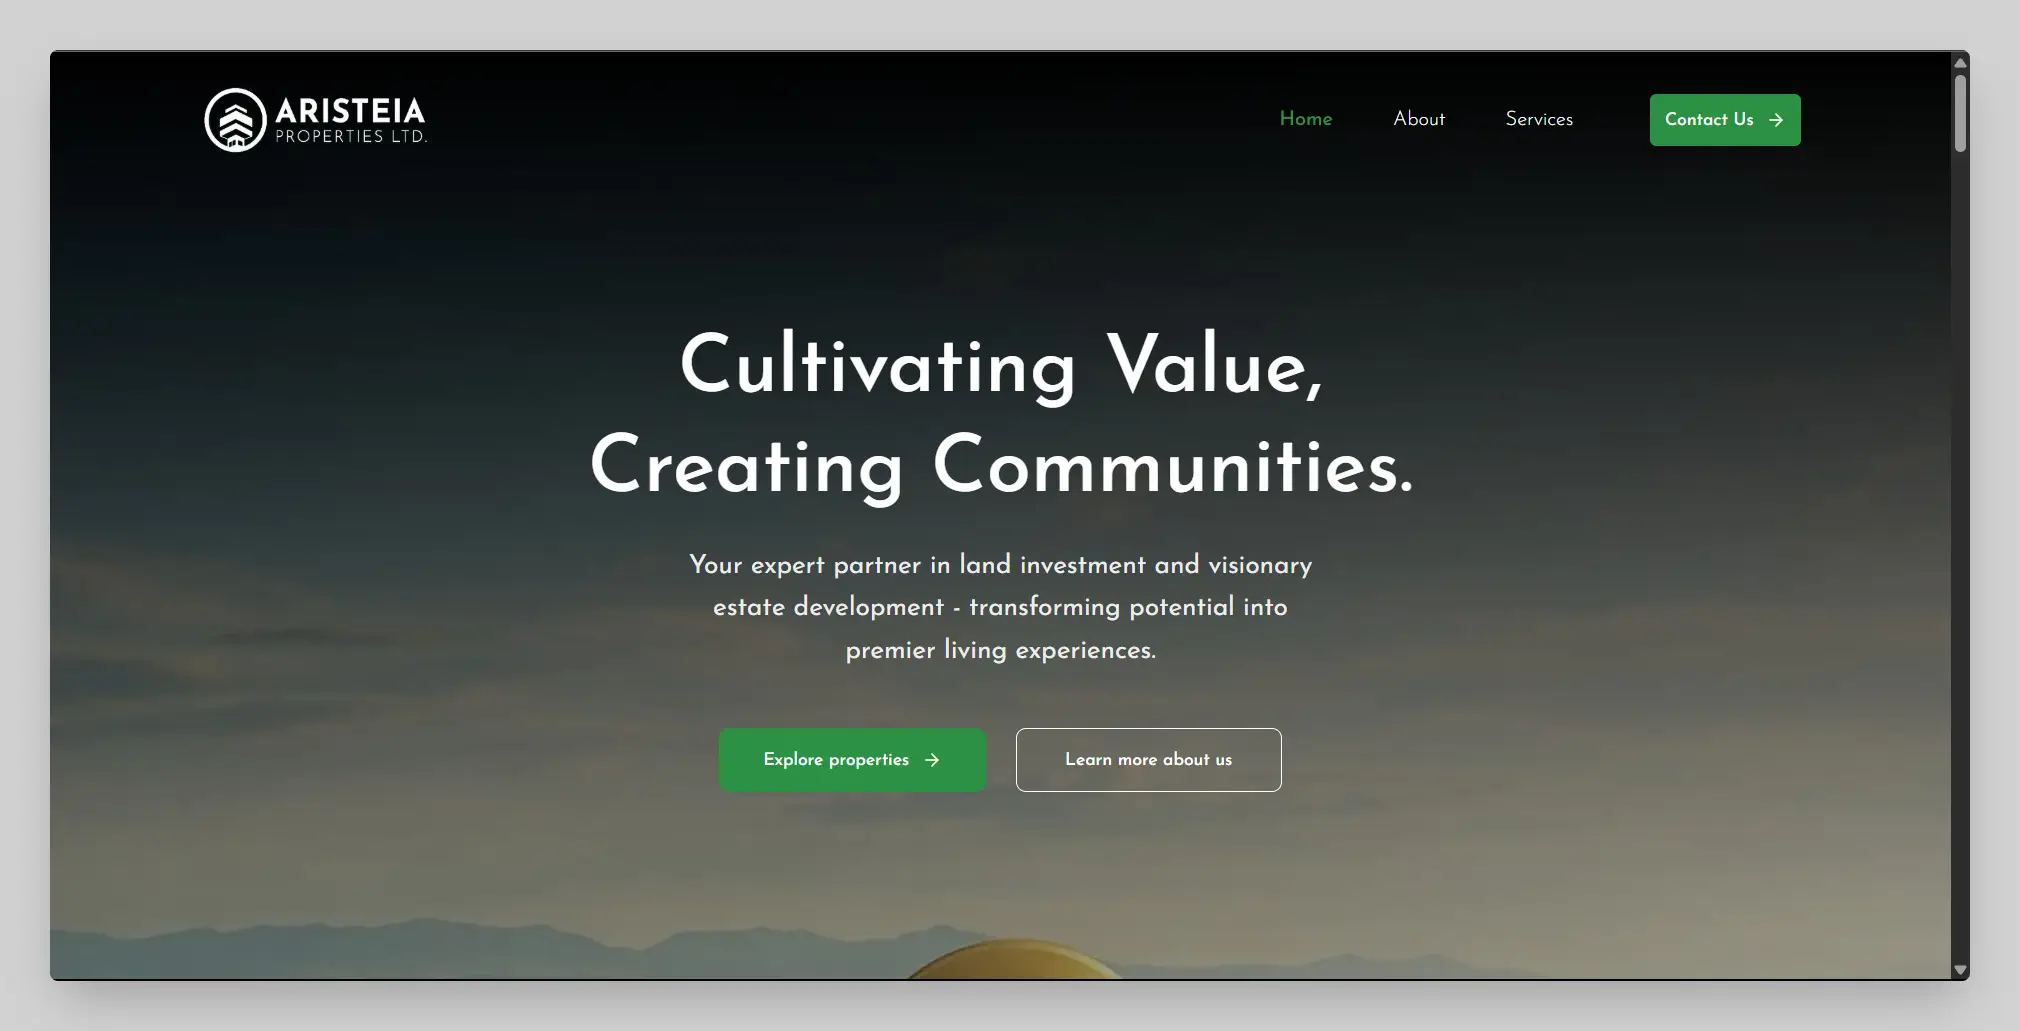 ARISTEIA
PROPERTIES LTD.
Home
About
Services
Contact Us
Cultivating Value,
Creating Communities.
Your expert partner in land investment and visionary
estate development - transforming potential into
premier living experiences.
Explore properties
Learn more about us